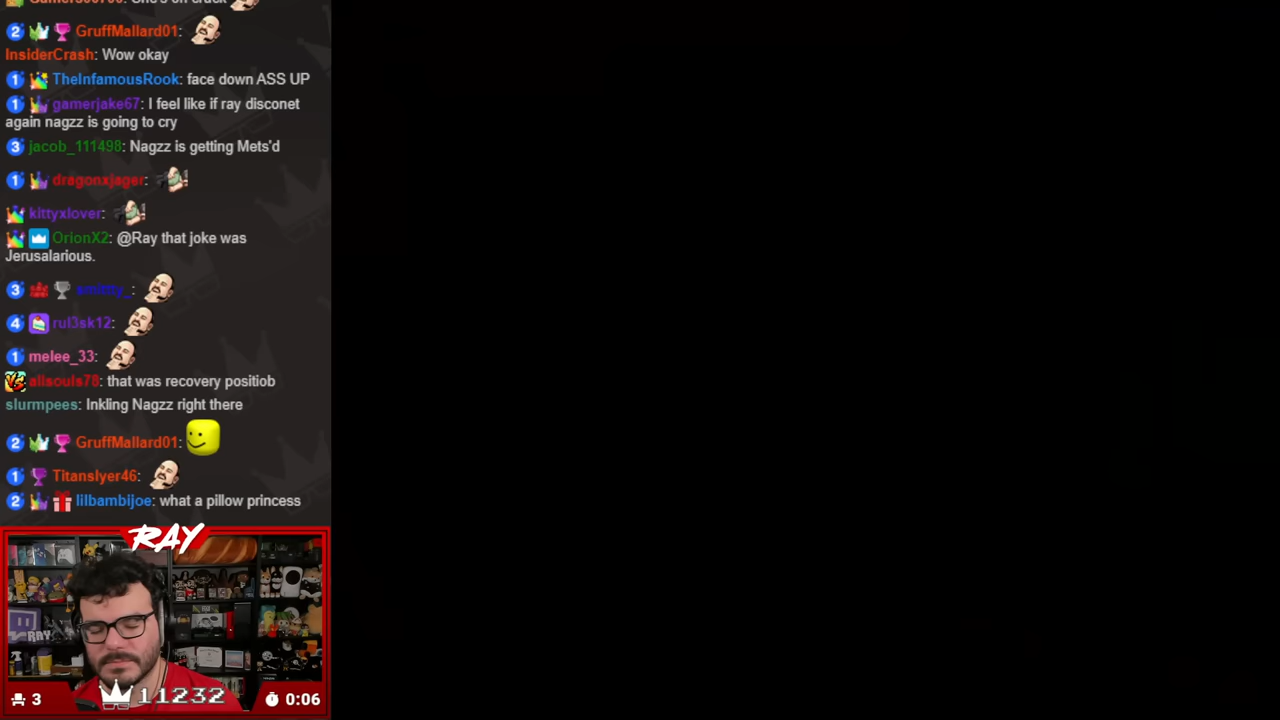 GruffMallard01:
InsiderCrash: Wow okay
TheInfamousRook: face down ASS UP
gamerjake67: I feel like if ray disconet
again nagzz is going to cry
jacob_111498: Nagzz is getting Mets'd
dragonxjager:
kittyxlover:
OrionX2: @Ray that joke was
Jerusalarious.
smittty_:
rul3sk12:
melee_33:
allsouls78: that was recovery positiob
slurmpees: Inkling Nagzz right there
GruffMallard01:
Titanslyer46:
lilbambijoe: what a pillow princess
RAY
RAY
3
11232
0:06